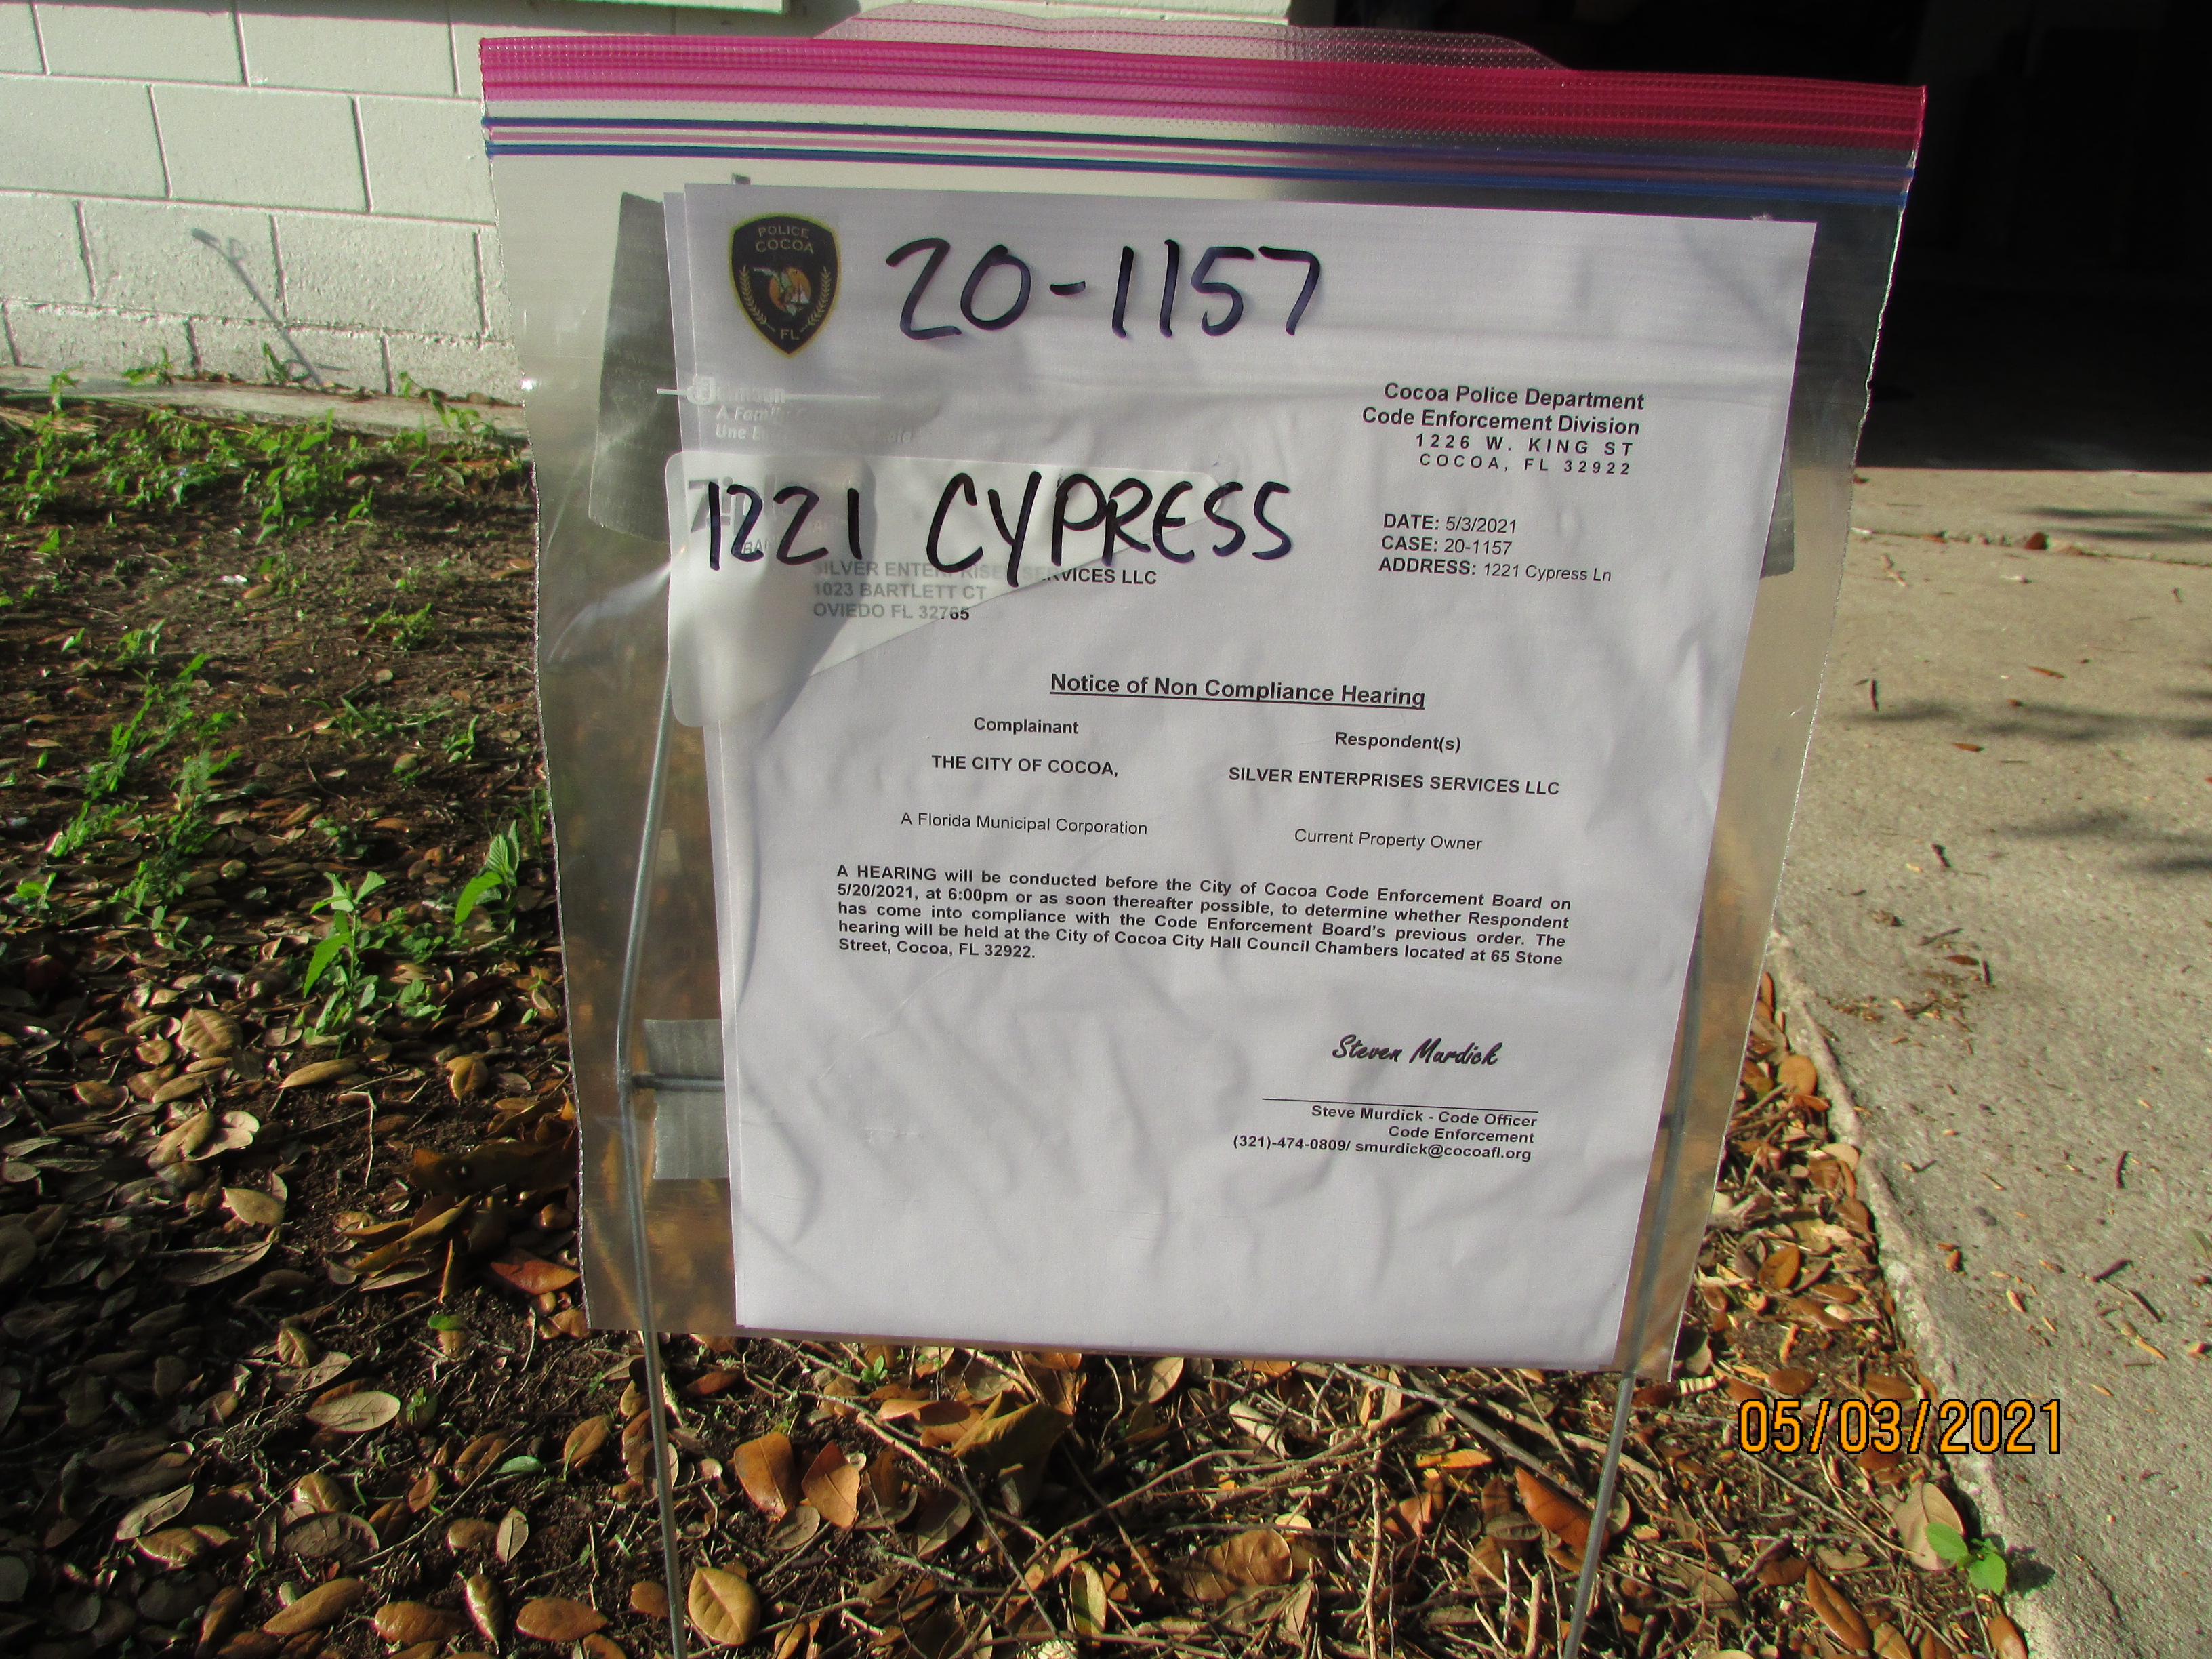 POLICE
COCOA
FL
20-1157
A Famil
Une E
Cocoa Police Department
Code Enforcement Division
1226 W. KING ST
COCOA, FL 32922
1221 CYPRESS
DATE: 5/3/2021
CASE: 20-1157
ADDRESS: 1221 Cypress Ln
SILVER ENTERPRISES SERVICES LLC
1023 BARTLETT CT
OVIEDO FL 32765
Notice of Non Compliance Hearing
Complainant
Respondent(s)
THE CITY OF COCOA,
SILVER ENTERPRISES SERVICES LLC
A Florida Municipal Corporation
Current Property Owner
A HEARING will be conducted before the City of Cocoa Code Enforcement Board on
5/20/2021, at 6:00pm or as soon thereafter possible, to determine whether Respondent
has come into compliance with the Code Enforcement Board's previous order. The
hearing will be held at the City of Cocoa City Hall Council Chambers located at 65 Stone
Street, Cocoa, FL 32922.
Steven Murdick
Steve Murdick - Code Officer
Code Enforcement
(321)-474-0809/ smurdick@cocoafl.org
05/03/2021